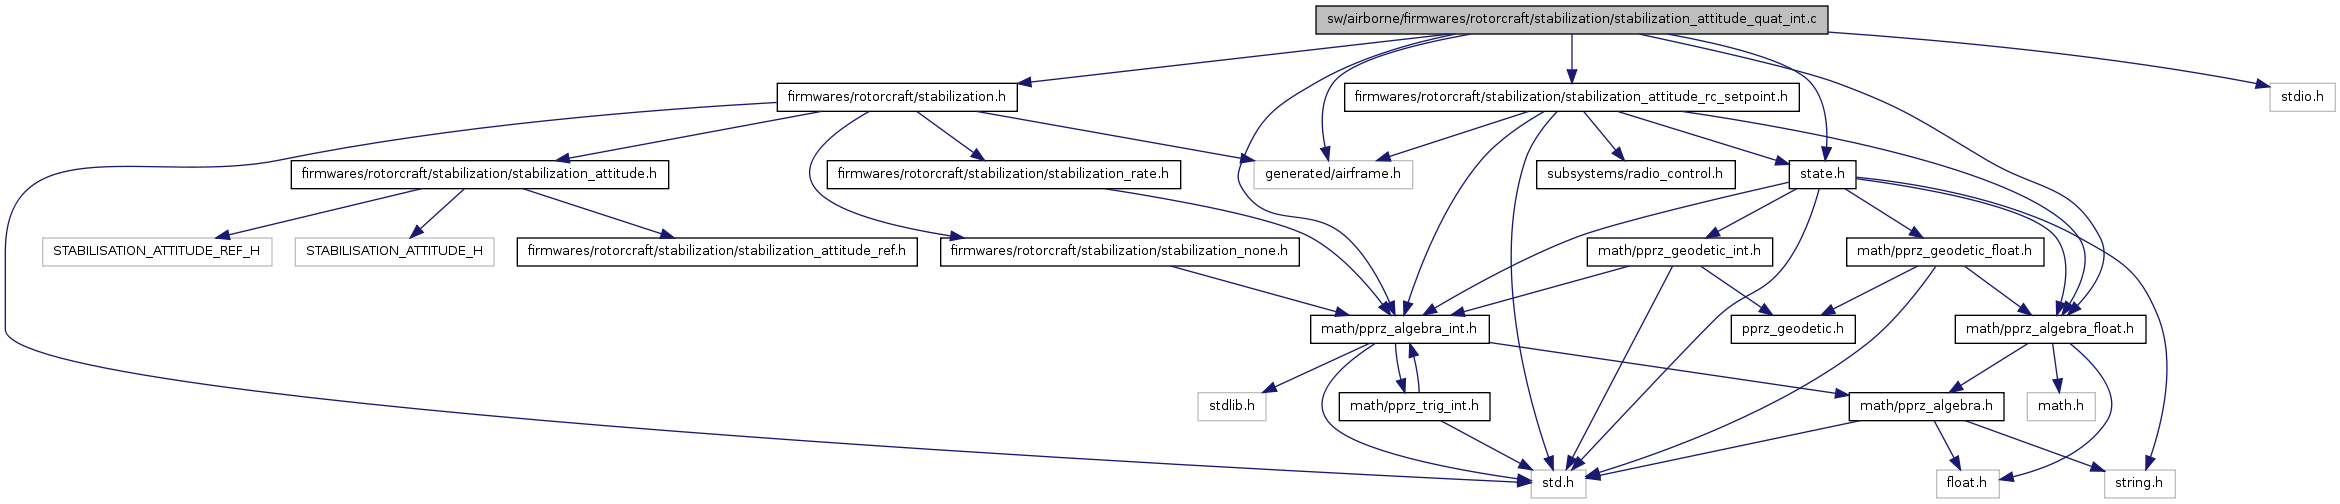 sw/airborne/firmwares/rotorcraft/stabilization/stabilization_attitude_quat_int.c
firmwares/rotorcraft/stabilization.h
firmwares/rotorcraft/stabilization/stabilization_attitude_rc_setpoint.h
stdio.h
firmwares/rotorcraft/stabilization/stabilization_attitude.h
firmwares/rotorcraft/stabilization/stabilization_rate.h
generated/airframe.h
subsystems/radio_control.h
state.h
STABILISATION_ATTITUDE_REF_H
STABILISATION_ATTITUDE_H
firmwares/rotorcraft/stabilization/stabilization_attitude_ref.h
firmwares/rotorcraft/stabilization/stabilization_none.h
math/pprz_geodetic_int.h
math/pprz_geodetic_float.h
math/pprz_algebra_int.h
pprz_geodetic.h
math/pprz_algebra_float.h
stdlib.h
math/pprz_trig_int.h
math/pprz_algebra.h
math.h
std.h
float.h
string.h